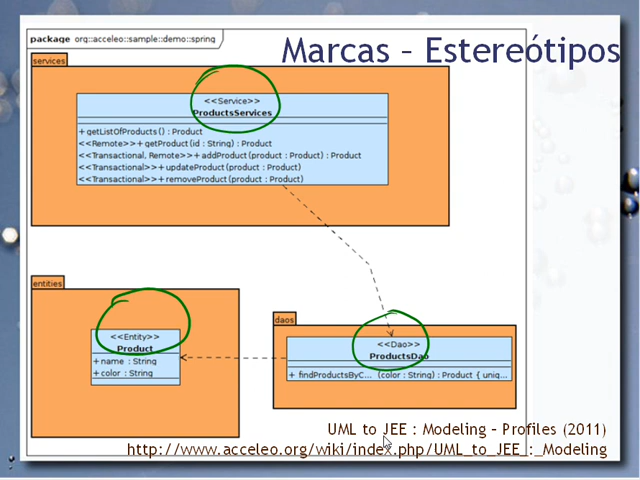 Marcas – Estereótipos
package org::acceleo::sample::demo::spring
services
<<Service>>
ProductsServices
+ getListOfProducts() : Product
<<Remote>>+ getProduct(id : String) : Product
<<Transactional, Remote>>+ addProduct(product : Product) : Product
<<Transactional>>+ updateProduct(product : Product)
<<Transactional>>+ removeProduct(product : Product)
entities
<<Entity>>
Product
+ name : String
+ color : String
daos
<<Dao>>
ProductsDao
+ findProductsByC... (color : String) : Product { uniq...
UML to JEE : Modeling – Profiles (2011)
http://www.acceleo.org/wiki/index.php/UML_to_JEE_:_Modeling